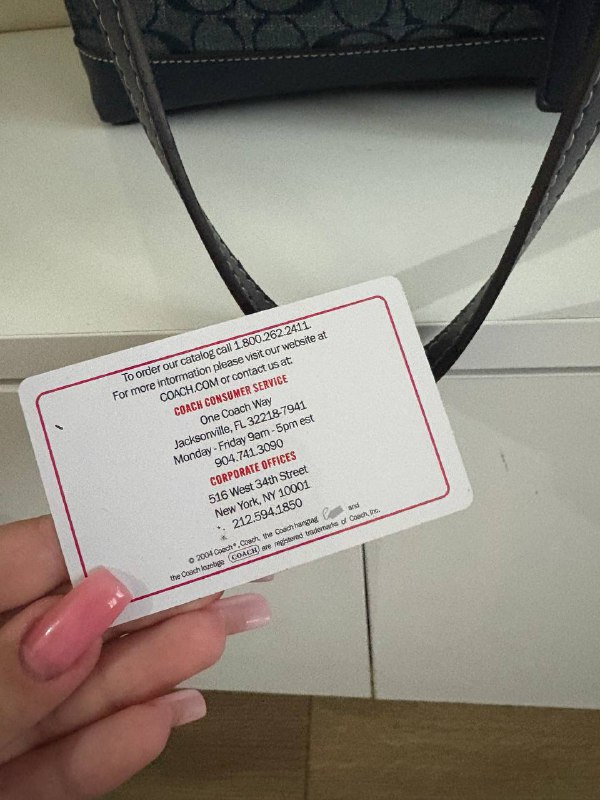 To order our catalog call 1.800.262.2411.
For more information please visit our website at
COACH.COM or contact us at:
COACH CONSUMER SERVICE
One Coach Way
Jacksonville, FL 32218-7941
Monday - Friday 9am - 5pm est
904.741.3090
CORPORATE OFFICES
516 West 34th Street
New York, NY 10001
212.594.1850
© 2004 Coach®, Coach, the Coach hangtag and
the Coach lozenge COACH are registered trademarks of Coach, Inc.